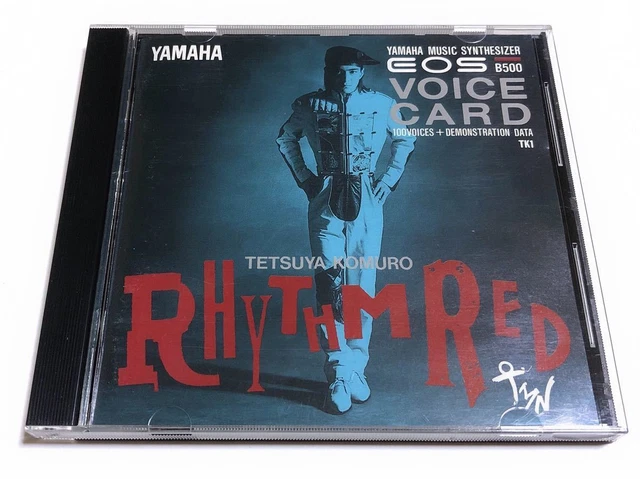 YAMAHA
YAMAHA MUSIC SYNTHESIZER
EOS B500
VOICE
CARD
100VOICES + DEMONSTRATION DATA
TK1
TETSUYA KOMURO
RHYTHM RED
TMN